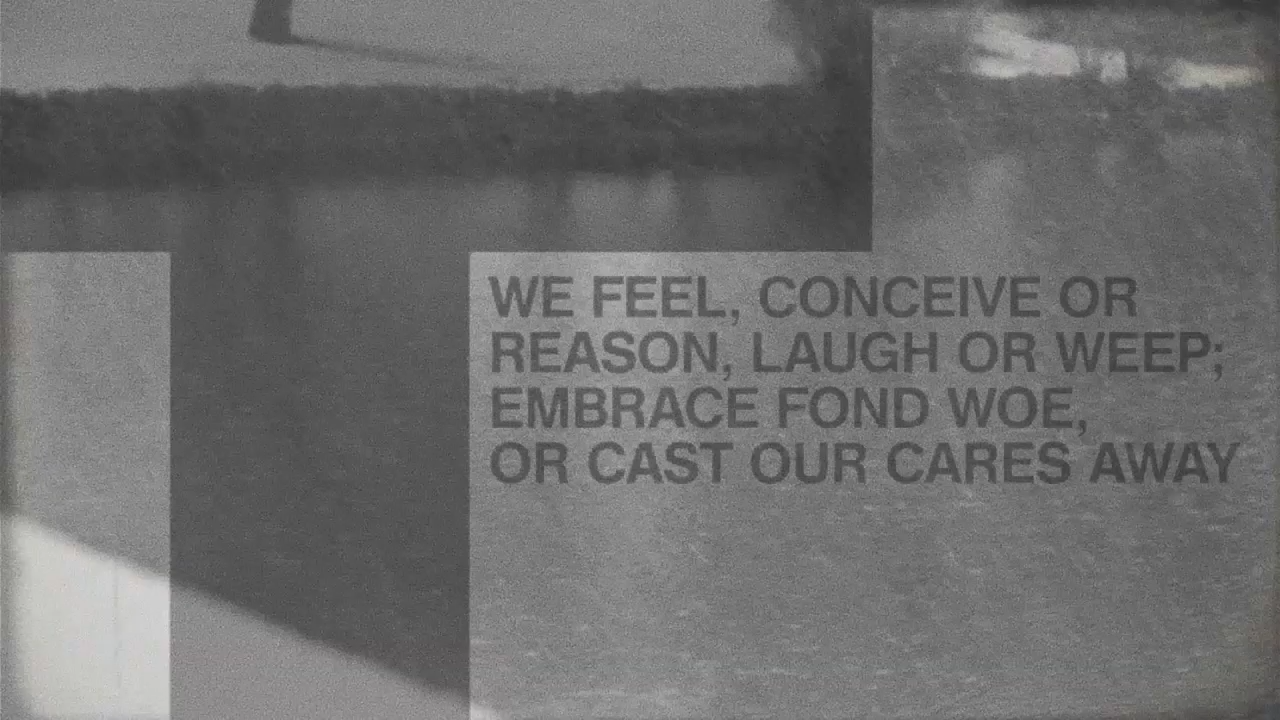 WE FEEL, CONCEIVE OR
REASON, LAUGH OR WEEP;
EMBRACE FOND WOE,
OR CAST OUR CARES AWAY